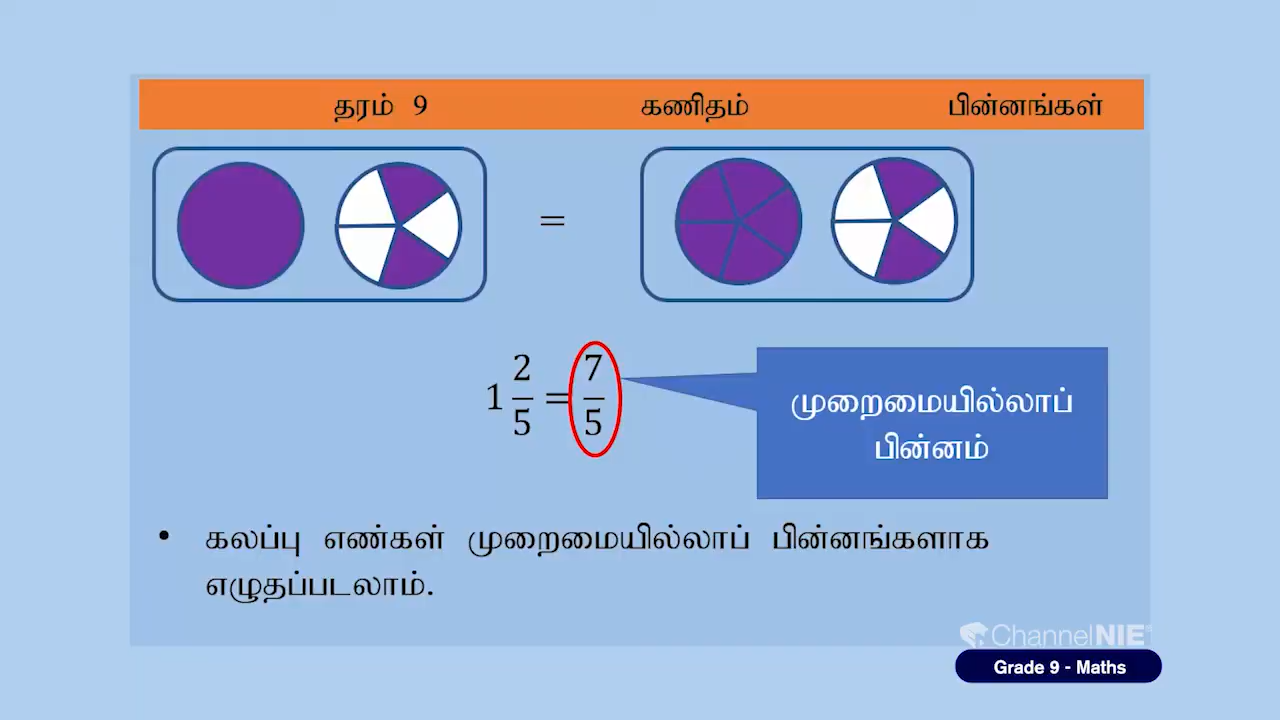 தரம் 9 கணிதம் பின்னங்கள்
=
1 2/5 = 7/5
முறைமையில்லாப்
பின்னம்
• கலப்பு எண்கள் முறைமையில்லாப் பின்னங்களாக
எழுதப்படலாம்.
ChannelNIE
Grade 9 - Maths